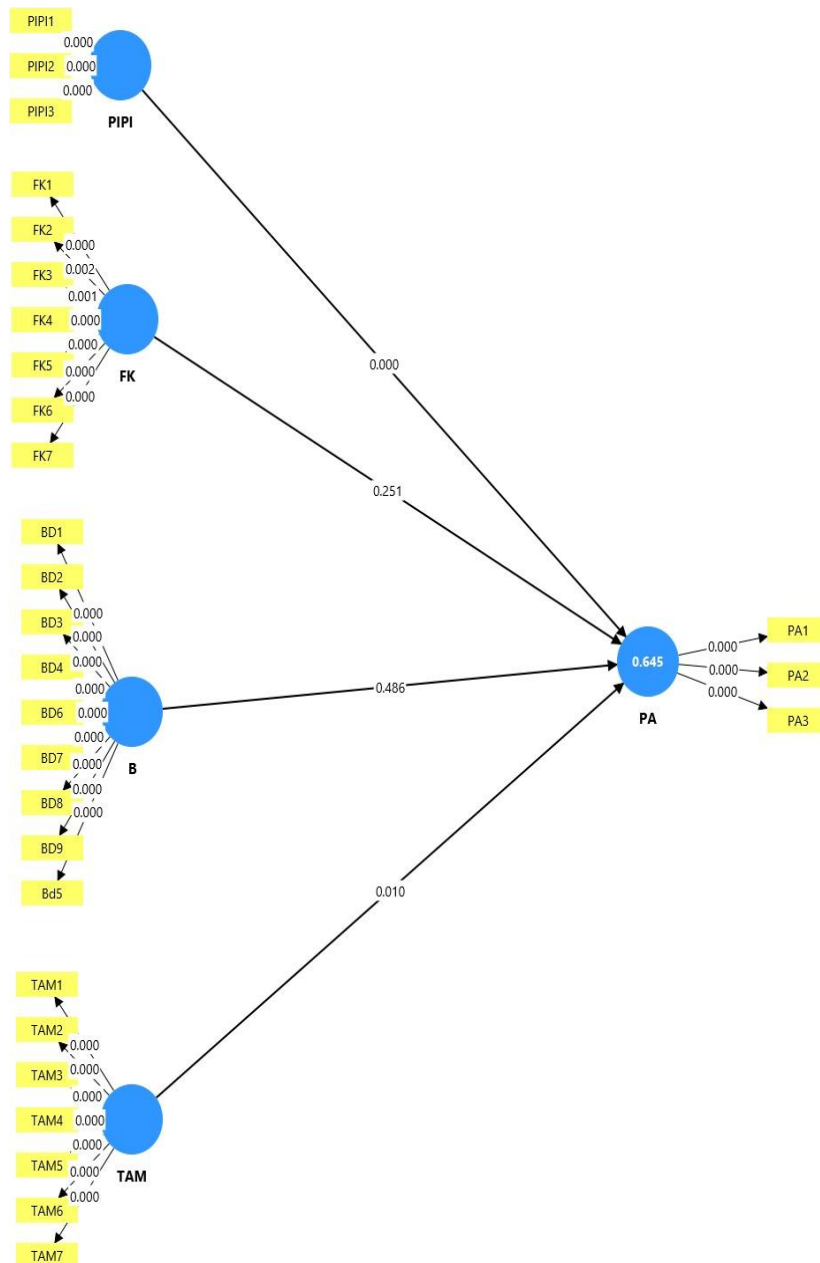 PIPI1
0.000
PIPI2
0.000
0.000
PIPI3
PIPI
FK1
FK2
0.000
0.002
FK3
0.001
FK4
0.000
0.000
FK5
0.000
FK
0.000
FK6
FK7
0.000
0.251
BD1
BD2
0.000
BD3
0.000
0.000
BD4
0.000
BD6
0.000
0.000
BD7
0.000
B
0.000
BD8
0.000
BD9
Bd5
0.486
0.645
PA
0.000
PA1
0.000
PA2
0.000
PA3
0.010
TAM1
TAM2
0.000
0.000
TAM3
0.000
TAM4
0.000
0.000
TAM5
0.000
TAM
0.000
TAM6
TAM7